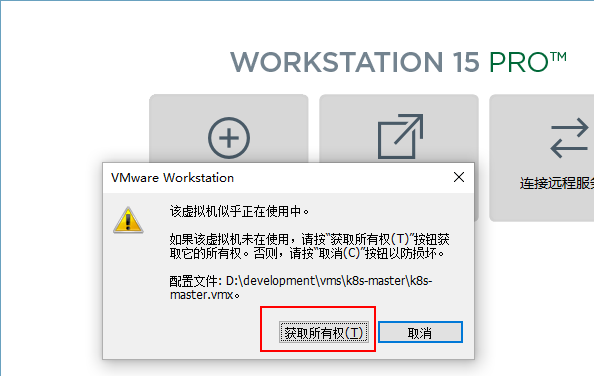 WORKSTATION 15 PRO™
连接远程服务
VMware Workstation
该虚拟机似乎正在使用中。
如果该虚拟机未在使用，请按“获取所有权(T)”按钮获
取它的所有权。否则，请按“取消(C)”按钮以防损坏。
配置文件: D:\development\vms\k8s-master\k8s-
master.vmx。
获取所有权(T)
取消